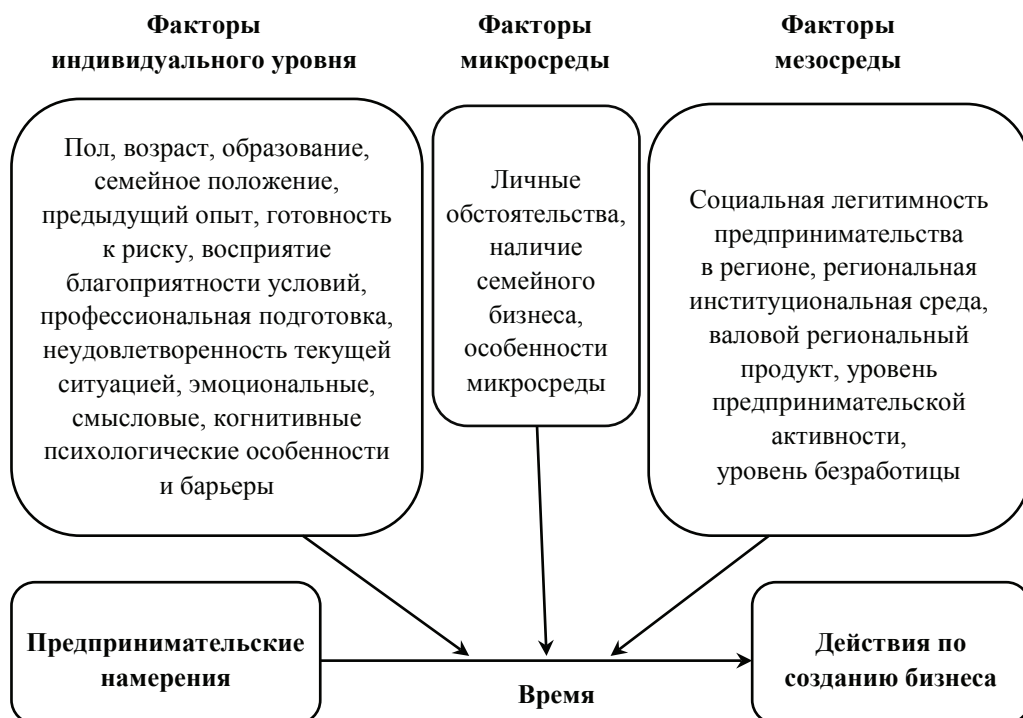 Факторы
индивидуального уровня
Факторы
микросреды
Факторы
мезосреды
Пол, возраст, образование,
семейное положение,
предыдущий опыт, готовность
к риску, восприятие
благоприятности условий,
профессиональная подготовка,
неудовлетворенность текущей
ситуацией, эмоциональные,
смысловые, когнитивные
психологические особенности
и барьеры
Личные
обстоятельства,
наличие
семейного
бизнеса,
особенности
микросреды
Социальная легитимность
предпринимательства
в регионе, региональная
институциональная среда,
валовой региональный
продукт, уровень
предпринимательской
активности,
уровень безработицы
Предпринимательские
намерения
Время
Действия по
созданию бизнеса